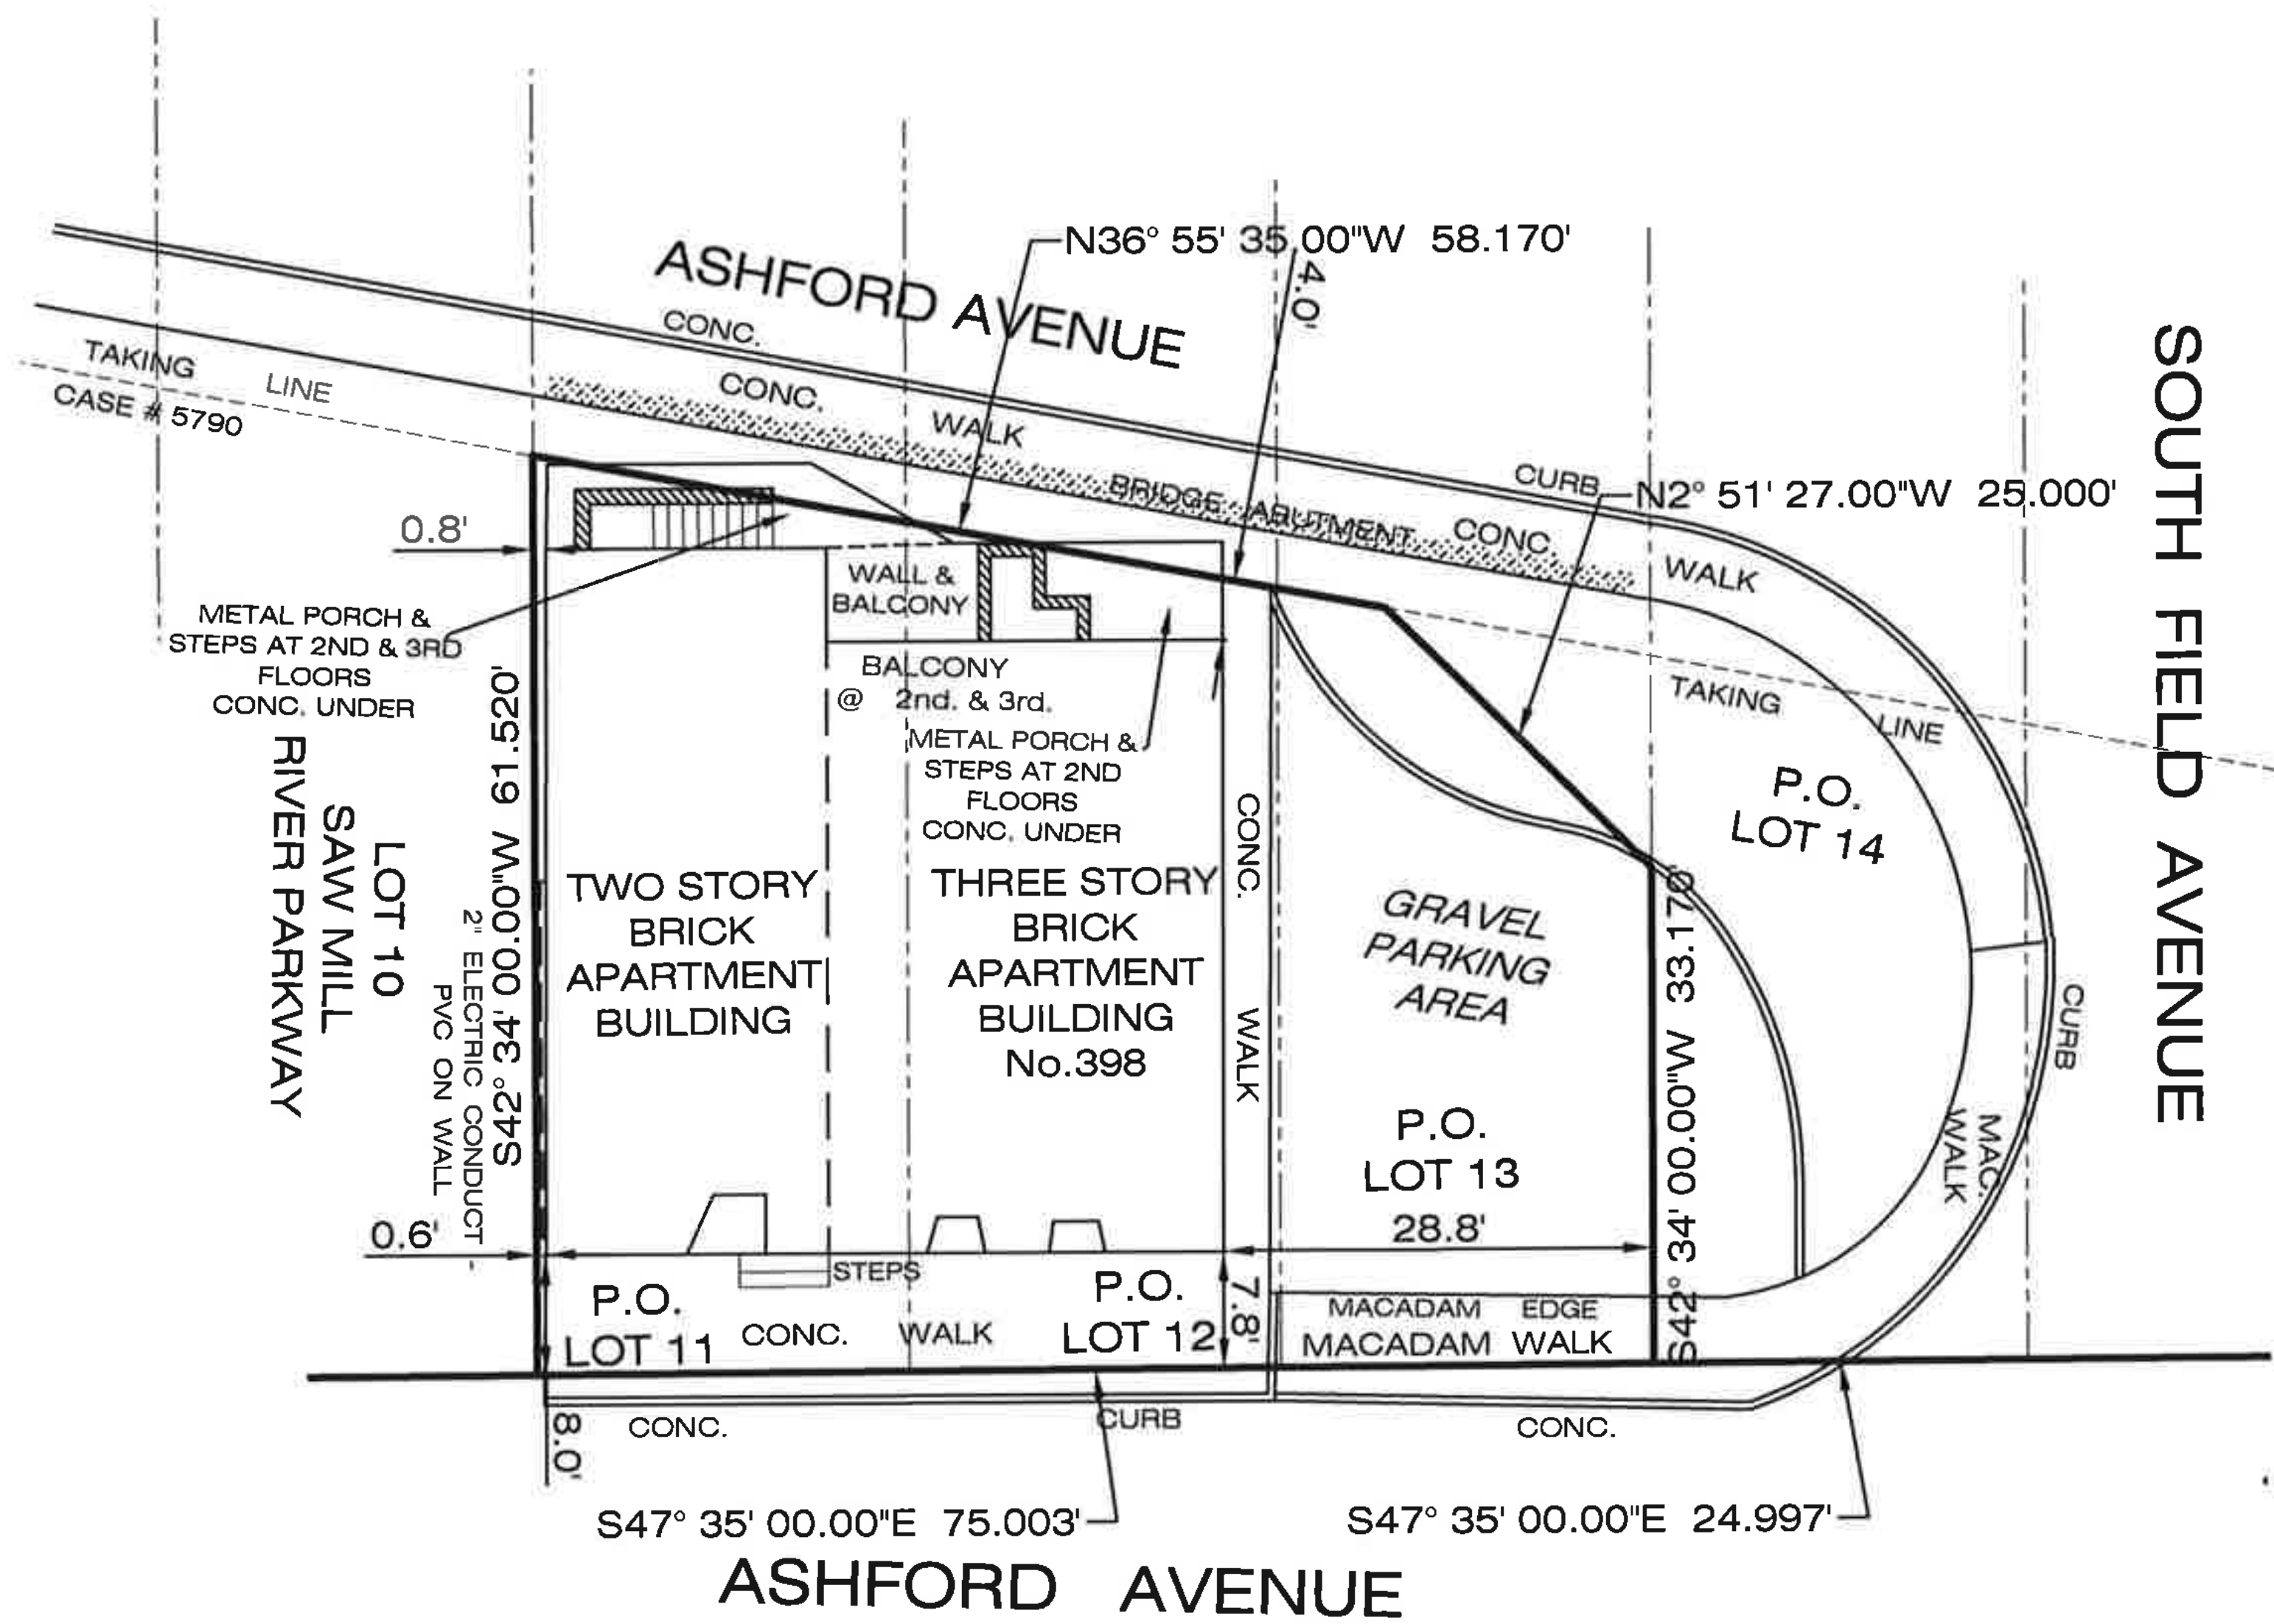 N36° 55' 35.00"W 58.170'
ASHFORD AVENUE
4.0'
CONC.
TAKING LINE
CASE # 5790
CONC. WALK
BRIDGE ABUTMENT
CURB
N2° 51' 27.00"W 25.000'
CONC. WALK
SOUTH FIELD AVENUE
0.8'
WALL &
BALCONY
METAL PORCH &
STEPS AT 2ND & 3RD
FLOORS
CONC. UNDER
BALCONY
@ 2nd. & 3rd.
METAL PORCH &
STEPS AT 2ND
FLOORS
CONC. UNDER
TAKING LINE
P.O.
LOT 14
LOT 10
SAW MILL
RIVER PARKWAY
S42° 34' 00.00"W 61.520'
2" ELECTRIC CONDUCT
PVC ON WALL
TWO STORY
BRICK
APARTMENT
BUILDING
THREE STORY
BRICK
APARTMENT
BUILDING
No.398
CONC. WALK
GRAVEL
PARKING
AREA
S42° 34' 00.00"W 33.170'
CURB
MAC.
WALK
P.O.
LOT 13
28.8'
0.6'
STEPS
P.O.
LOT 11
CONC. WALK
P.O.
LOT 12
7.8'
MACADAM EDGE
MACADAM WALK
8.0'
CONC.
CURB
CONC.
S47° 35' 00.00"E 75.003'
S47° 35' 00.00"E 24.997'
ASHFORD AVENUE